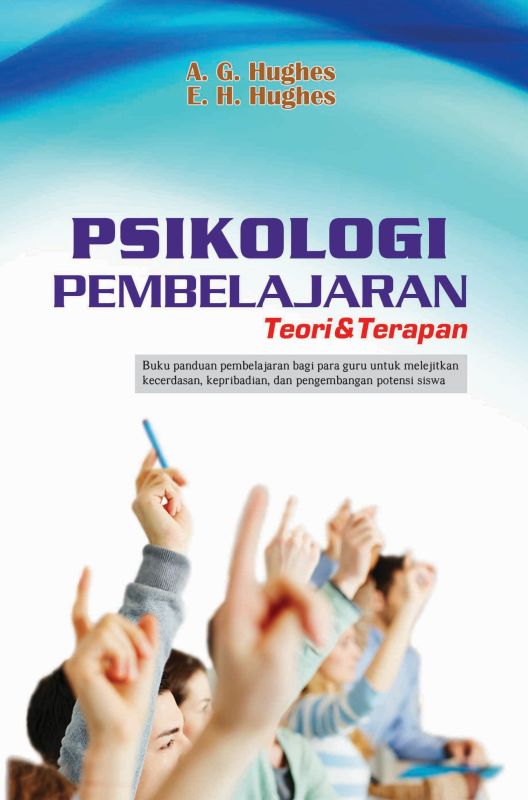 A. G. Hughes
E. H. Hughes
PSIKOLOGI
PEMBELAJARAN
Teori & Terapan
Buku panduan pembelajaran bagi para guru untuk melejitkan
kecerdasan, kepribadian, dan pengembangan potensi siswa